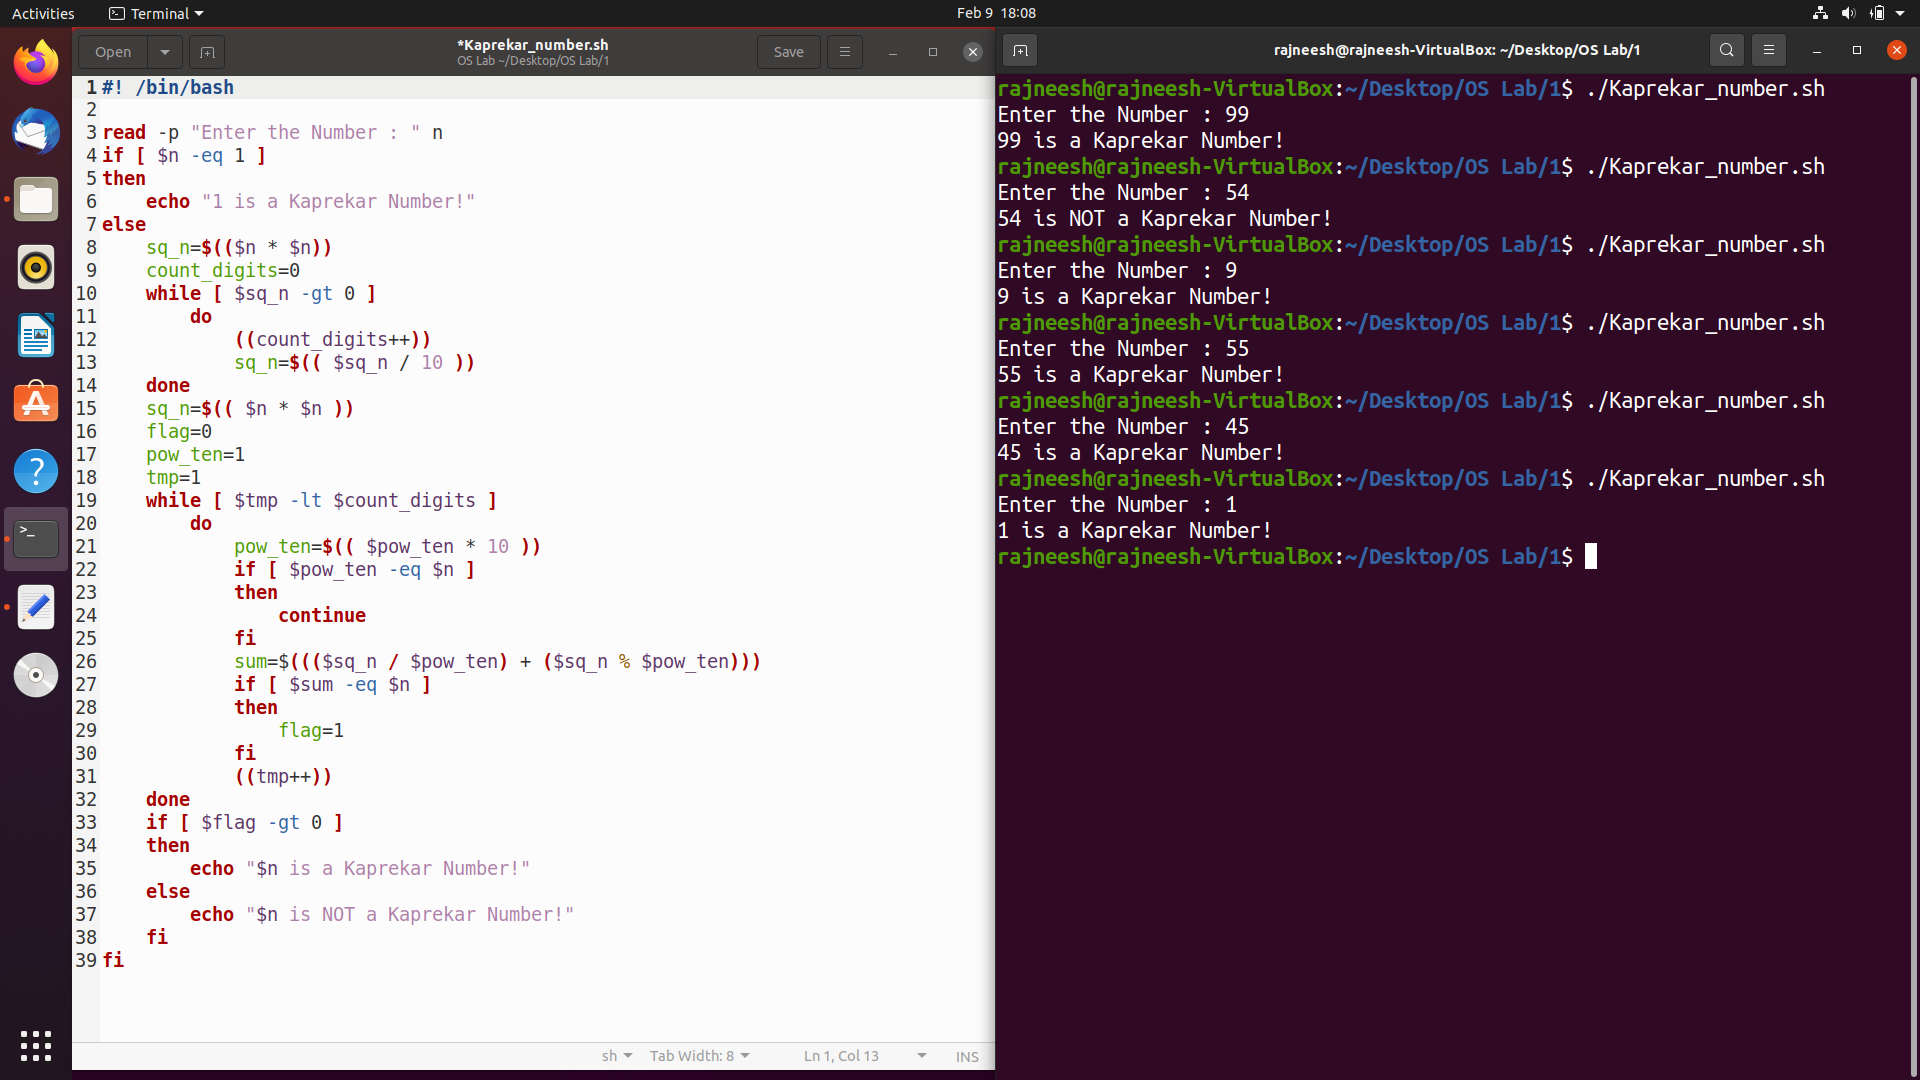 Activities
Terminal
Feb 9 18:08
Open
*Kaprekar_number.sh
OS Lab ~/Desktop/OS Lab/1
Save
1 #! /bin/bash
2
3 read -p "Enter the Number : " n
4 if [ $n -eq 1 ]
5 then
6     echo "1 is a Kaprekar Number!"
7 else
8     sq_n=$(($n * $n))
9     count_digits=0
10     while [ $sq_n -gt 0 ]
11         do
12             ((count_digits++))
13             sq_n=$(( $sq_n / 10 ))
14     done
15     sq_n=$(( $n * $n ))
16     flag=0
17     pow_ten=1
18     tmp=1
19     while [ $tmp -lt $count_digits ]
20         do
21             pow_ten=$(( $pow_ten * 10 ))
22             if [ $pow_ten -eq $n ]
23             then
24                 continue
25             fi
26             sum=$((($sq_n / $pow_ten) + ($sq_n % $pow_ten)))
27             if [ $sum -eq $n ]
28             then
29                 flag=1
30             fi
31             ((tmp++))
32     done
33     if [ $flag -gt 0 ]
34     then
35         echo "$n is a Kaprekar Number!"
36     else
37         echo "$n is NOT a Kaprekar Number!"
38     fi
39 fi
sh
Tab Width: 8
Ln 1, Col 13
INS
rajneesh@rajneesh-VirtualBox: ~/Desktop/OS Lab/1
rajneesh@rajneesh-VirtualBox:~/Desktop/OS Lab/1$ ./Kaprekar_number.sh
Enter the Number : 99
99 is a Kaprekar Number!
rajneesh@rajneesh-VirtualBox:~/Desktop/OS Lab/1$ ./Kaprekar_number.sh
Enter the Number : 54
54 is NOT a Kaprekar Number!
rajneesh@rajneesh-VirtualBox:~/Desktop/OS Lab/1$ ./Kaprekar_number.sh
Enter the Number : 9
9 is a Kaprekar Number!
rajneesh@rajneesh-VirtualBox:~/Desktop/OS Lab/1$ ./Kaprekar_number.sh
Enter the Number : 55
55 is a Kaprekar Number!
rajneesh@rajneesh-VirtualBox:~/Desktop/OS Lab/1$ ./Kaprekar_number.sh
Enter the Number : 45
45 is a Kaprekar Number!
rajneesh@rajneesh-VirtualBox:~/Desktop/OS Lab/1$ ./Kaprekar_number.sh
Enter the Number : 1
1 is a Kaprekar Number!
rajneesh@rajneesh-VirtualBox:~/Desktop/OS Lab/1$